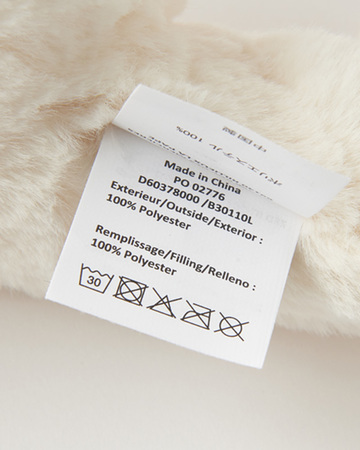 Made in China
PO 02776
D60378000 /B30110L
Exterieur/Outside/Exterior :
100% Polyester
Remplissage/Filling/Relleno :
100% Polyester
30